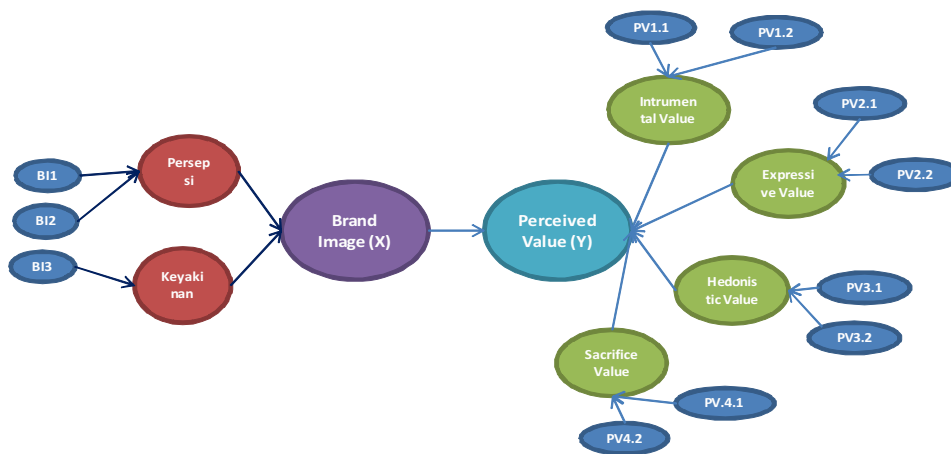 PV1.1
PV1.2
Intrumen
tal Value
PV2.1
PV2.2
Expressi
ve Value
BI1
BI2
BI3
Persep
si
Keyaki
nan
Brand
Image (X)
Perceived
Value (Y)
Hedonis
tic Value
PV3.1
PV3.2
Sacrifice
Value
PV.4.1
PV4.2